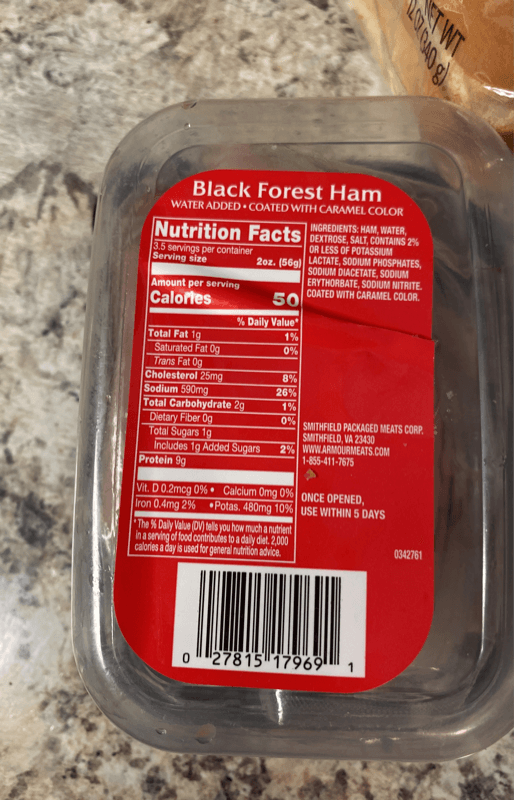 NET WT
12 OZ (340 g)
Black Forest Ham
WATER ADDED • COATED WITH CARAMEL COLOR
Nutrition Facts
3.5 servings per container
Serving size 2oz. (56g)
Amount per serving
Calories 50
% Daily Value*
Total Fat 1g 1%
Saturated Fat 0g 0%
Trans Fat 0g
Cholesterol 25mg 8%
Sodium 590mg 26%
Total Carbohydrate 2g 1%
Dietary Fiber 0g 0%
Total Sugars 1g
Includes 1g Added Sugars 2%
Protein 9g
Vit. D 0.2mcg 0% • Calcium 0mg 0%
Iron 0.4mg 2% • Potas. 480mg 10%
* The % Daily Value (DV) tells you how much a nutrient
in a serving of food contributes to a daily diet. 2,000
calories a day is used for general nutrition advice.
INGREDIENTS: HAM, WATER,
DEXTROSE, SALT, CONTAINS 2%
OR LESS OF POTASSIUM
LACTATE, SODIUM PHOSPHATES,
SODIUM DIACETATE, SODIUM
ERYTHORBATE, SODIUM NITRITE.
COATED WITH CARAMEL COLOR.
SMITHFIELD PACKAGED MEATS CORP.
SMITHFIELD, VA 23430
WWW.ARMOURMEATS.COM
1-855-411-7675
ONCE OPENED,
USE WITHIN 5 DAYS
0342761
0 27815 17969 1